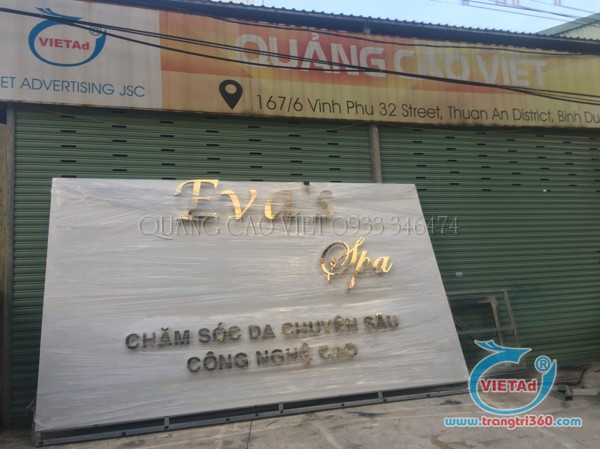 VIETAd
®
QUẢNG CÁO VIỆT
ET ADVERTISING JSC
167/6 Vinh Phu 32 Street, Thuan An District, Binh Du
Eva's
QUANG CAO VIET 0933 346474
Spa
CHĂM SÓC DA CHUYÊN SÂU
CÔNG NGHỆ CAO
VIETAd
®
www.trangtri360.com